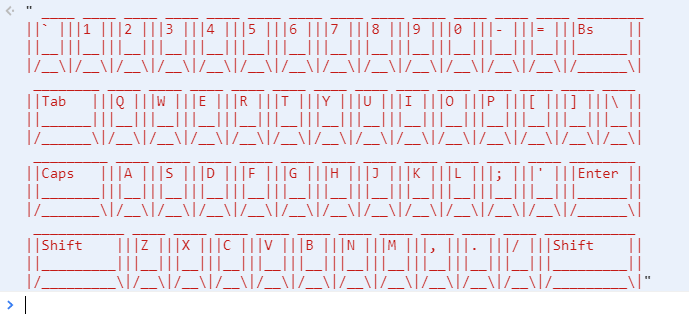 " ____ ____ ____ ____ ____ ____ ____ ____ ____ ____ ____ ____ ____ ________
||` |||1 |||2 |||3 |||4 |||5 |||6 |||7 |||8 |||9 |||0 |||- |||= |||Bs    ||
||__|||__|||__|||__|||__|||__|||__|||__|||__|||__|||__|||__|||__|||______||
|/__\|/__\|/__\|/__\|/__\|/__\|/__\|/__\|/__\|/__\|/__\|/__\|/__\|/______\|
 ________ ____ ____ ____ ____ ____ ____ ____ ____ ____ ____ ____ ____ ____
||Tab   |||Q |||W |||E |||R |||T |||Y |||U |||I |||O |||P |||[ |||] |||\ ||
||______|||__|||__|||__|||__|||__|||__|||__|||__|||__|||__|||__|||__|||__||
|/______\|/__\|/__\|/__\|/__\|/__\|/__\|/__\|/__\|/__\|/__\|/__\|/__\|/__\|
 _________ ____ ____ ____ ____ ____ ____ ____ ____ ____ ____ ____ ________
||Caps   |||A |||S |||D |||F |||G |||H |||J |||K |||L |||; |||' |||Enter ||
||_______|||__|||__|||__|||__|||__|||__|||__|||__|||__|||__|||__|||______||
|/_______\|/__\|/__\|/__\|/__\|/__\|/__\|/__\|/__\|/__\|/__\|/__\|/______\|
 ___________ ____ ____ ____ ____ ____ ____ ____ ____ ____ ____ ___________
||Shift    |||Z |||X |||C |||V |||B |||N |||M |||, |||. |||/ |||Shift    ||
||_________|||__|||__|||__|||__|||__|||__|||__|||__|||__|||__|||_________||
|/_________\|/__\|/__\|/__\|/__\|/__\|/__\|/__\|/__\|/__\|/__\|/_________\|"